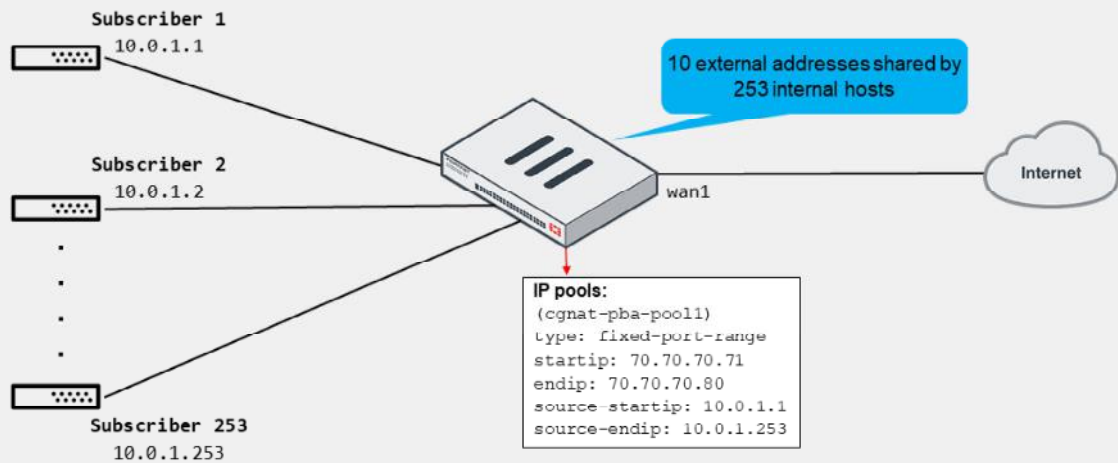 Subscriber 1
10.0.1.1
10 external addresses shared by
253 internal hosts
Subscriber 2
10.0.1.2
wan1
Internet
IP pools:
(cgnat-pba-pool1)
type: fixed-port-range
startip: 70.70.70.71
endip: 70.70.70.80
source-startip: 10.0.1.1
source-endip: 10.0.1.253
Subscriber 253
10.0.1.253